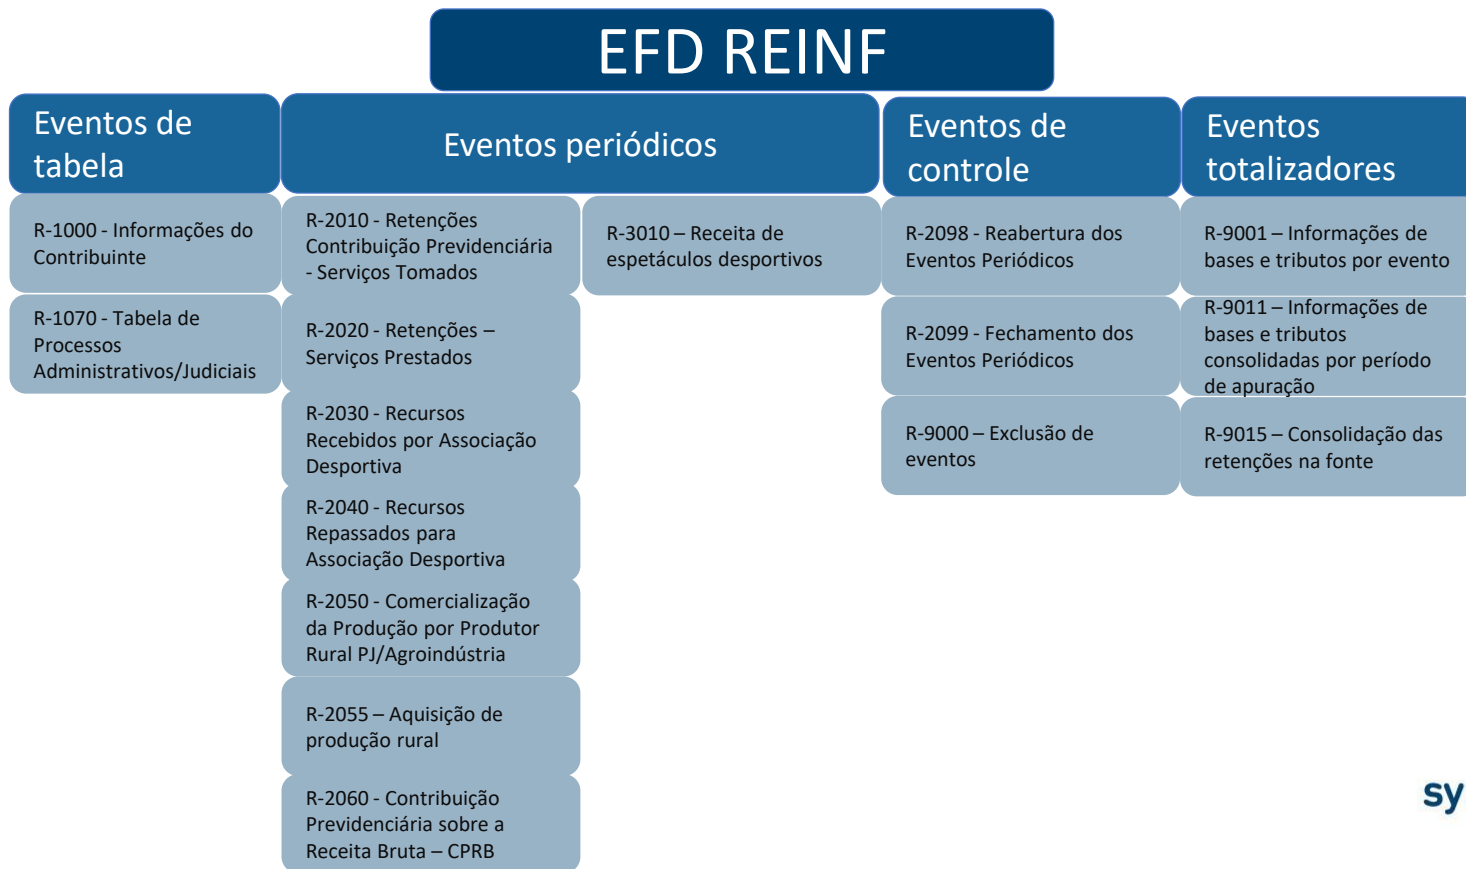 EFD REINF
Eventos de
tabela
Eventos periódicos
Eventos de
controle
Eventos
totalizadores
R-1000 - Informações do
Contribuinte
R-1070 - Tabela de
Processos
Administrativos/Judiciais
R-2010 - Retenções
Contribuição Previdenciária
- Serviços Tomados
R-2020 - Retenções –
Serviços Prestados
R-2030 - Recursos
Recebidos por Associação
Desportiva
R-2040 - Recursos
Repassados para
Associação Desportiva
R-2050 - Comercialização
da Produção por Produtor
Rural PJ/Agroindústria
R-2055 – Aquisição de
produção rural
R-2060 - Contribuição
Previdenciária sobre a
Receita Bruta – CPRB
R-3010 – Receita de
espetáculos desportivos
R-2098 - Reabertura dos
Eventos Periódicos
R-2099 - Fechamento dos
Eventos Periódicos
R-9000 – Exclusão de
eventos
R-9001 – Informações de
bases e tributos por evento
R-9011 – Informações de
bases e tributos
consolidadas por período
de apuração
R-9015 – Consolidação das
retenções na fonte
sy